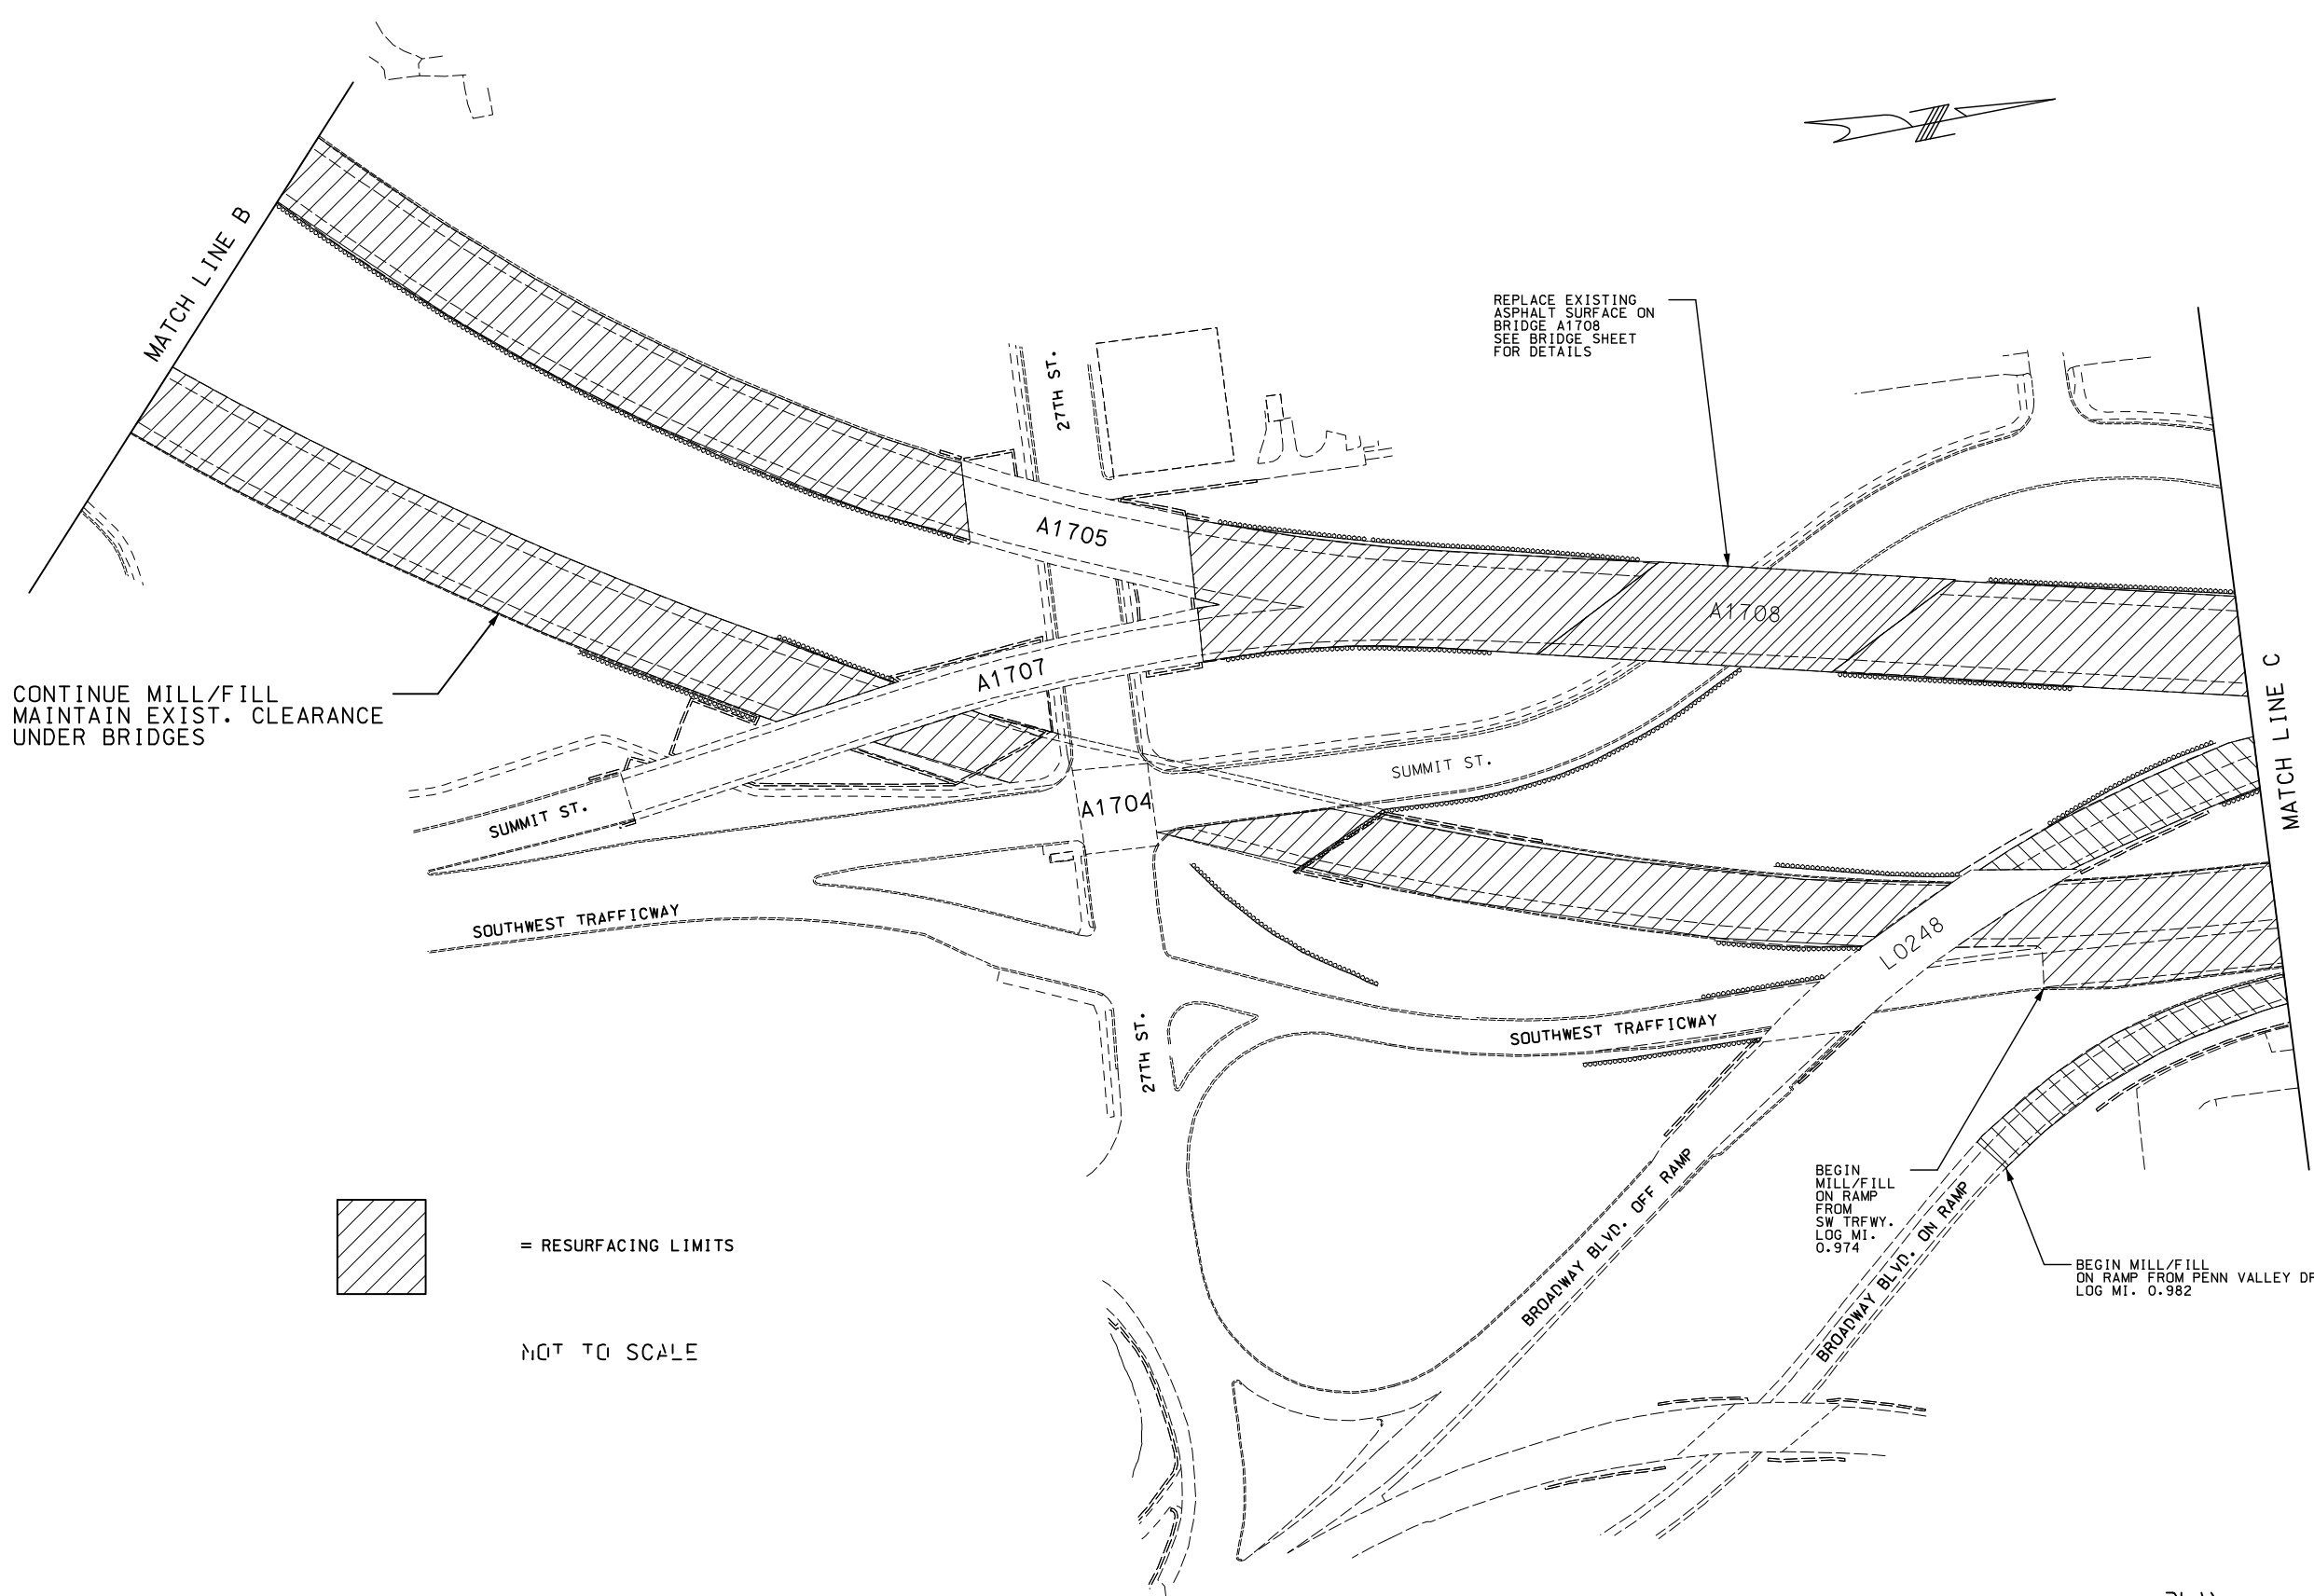 MATCH LINE B
27TH ST.
REPLACE EXISTING
ASPHALT SURFACE ON
BRIDGE A1708
SEE BRIDGE SHEET
FOR DETAILS
A1705
A1708
A1707
CONTINUE MILL/FILL
MAINTAIN EXIST. CLEARANCE
UNDER BRIDGES
MATCH LINE C
SUMMIT ST.
SUMMIT ST.
A1704
SOUTHWEST TRAFFICWAY
L0248
SOUTHWEST TRAFFICWAY
27TH ST.
BROADWAY BLVD. OFF RAMP
BROADWAY BLVD. ON RAMP
BEGIN
MILL/FILL
ON RAMP
FROM
SW TRFWY.
LOG MI.
0.974
BEGIN MILL/FILL
ON RAMP FROM PENN VALLEY
LOG MI. 0.982
= RESURFACING LIMITS
NOT TO SCALE